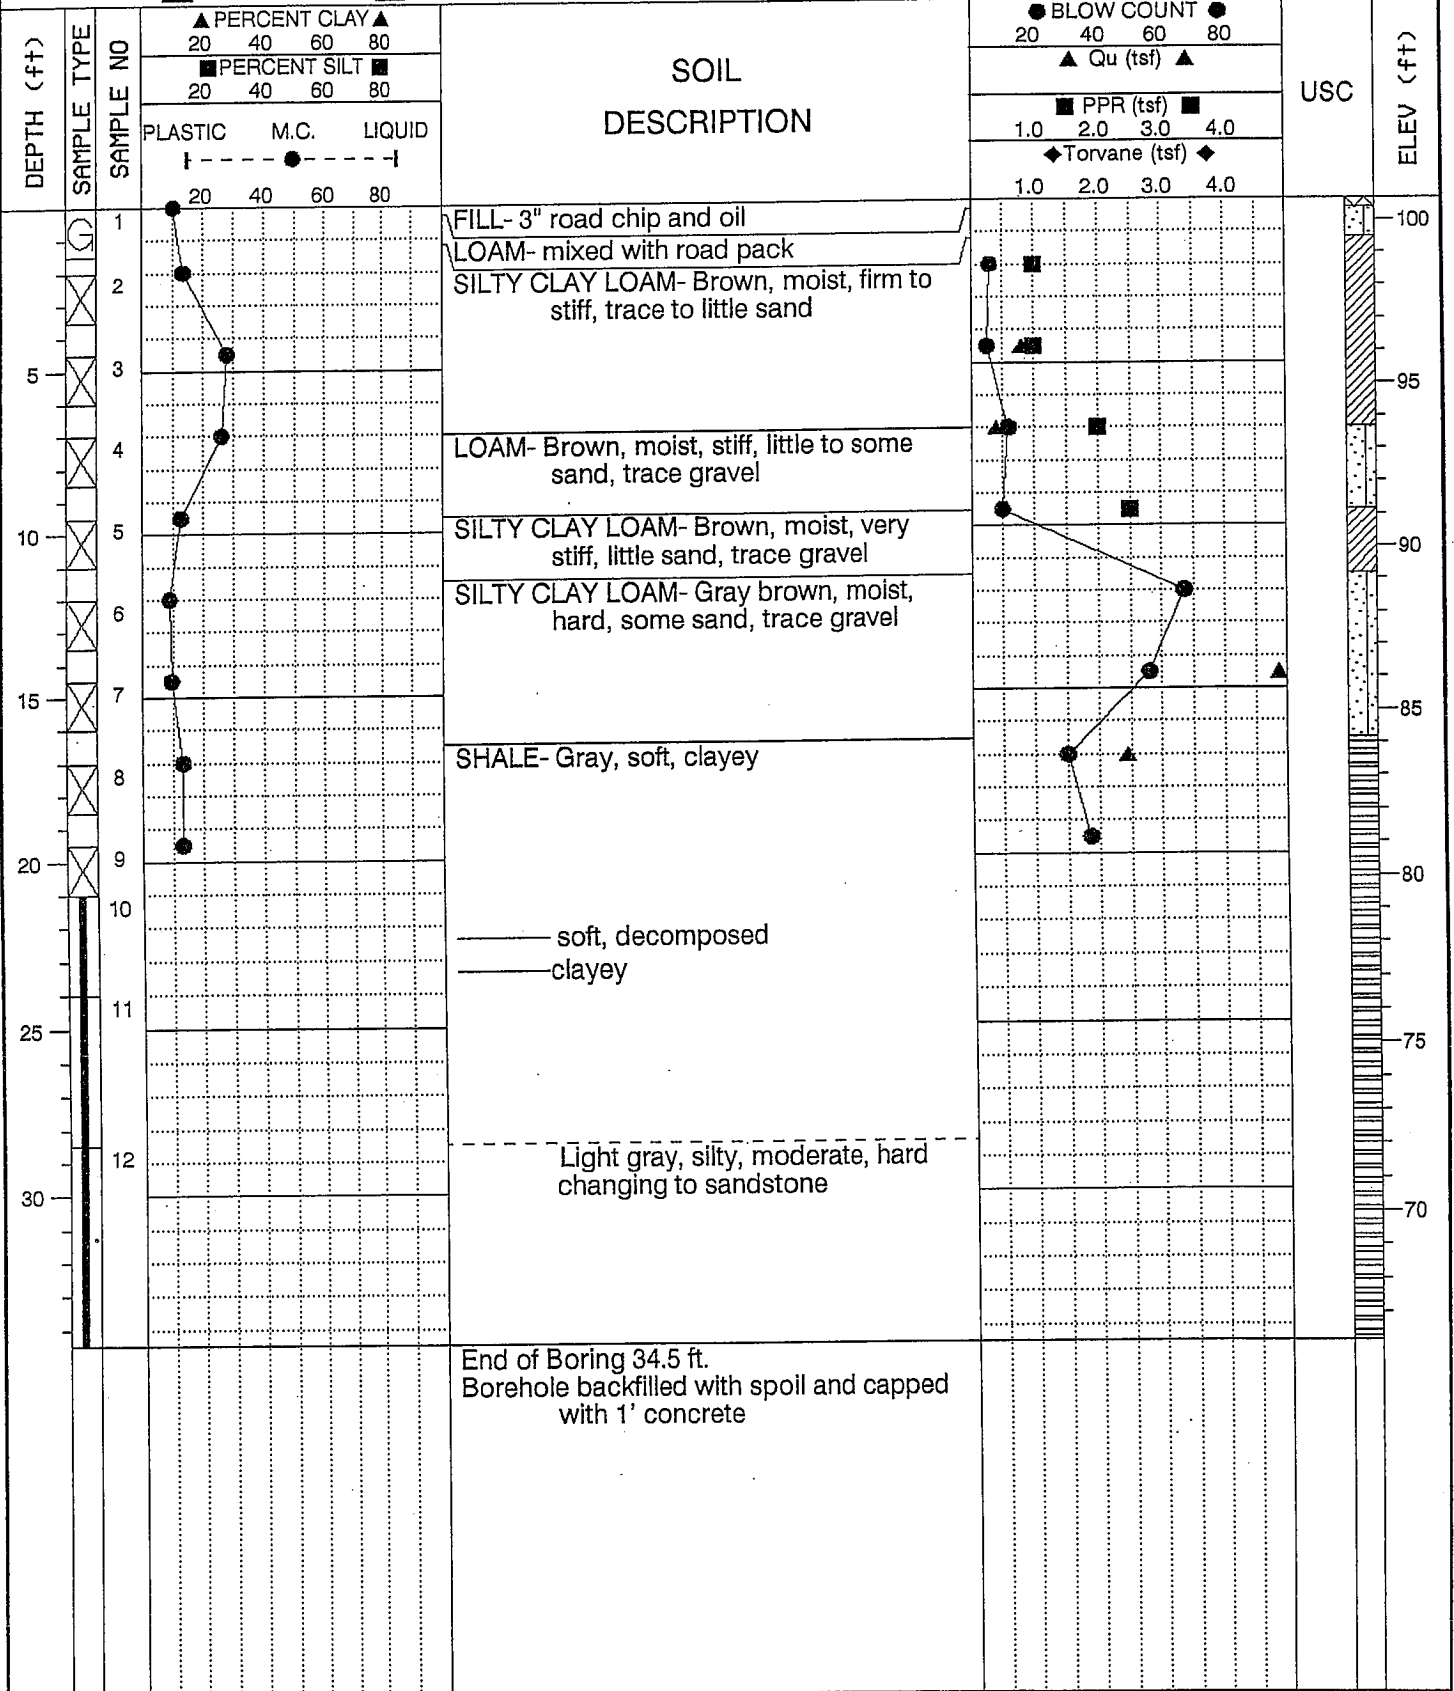 DEPTH (ft)
SAMPLE TYPE
SAMPLE NO
▲ PERCENT CLAY ▲
20 40 60 80
■ PERCENT SILT ■
20 40 60 80
PLASTIC M.C. LIQUID
20 40 60 80
SOIL
DESCRIPTION
● BLOW COUNT ●
20 40 60 80
▲ Qu (tsf) ▲
■ PPR (tsf) ■
1.0 2.0 3.0 4.0
◆Torvane (tsf) ◆
1.0 2.0 3.0 4.0
USC
ELEV (ft)
G
1
FILL- 3" road chip and oil
100
LOAM- mixed with road pack
2
SILTY CLAY LOAM- Brown, moist, firm to
stiff, trace to little sand
5
3
95
4
LOAM- Brown, moist, stiff, little to some
sand, trace gravel
10
5
SILTY CLAY LOAM- Brown, moist, very
stiff, little sand, trace gravel
90
6
SILTY CLAY LOAM- Gray brown, moist,
hard, some sand, trace gravel
15
7
85
8
SHALE- Gray, soft, clayey
20
9
80
10
soft, decomposed
clayey
11
25
75
12
Light gray, silty, moderate, hard
changing to sandstone
30
70
End of Boring 34.5 ft.
Borehole backfilled with spoil and capped
with 1' concrete